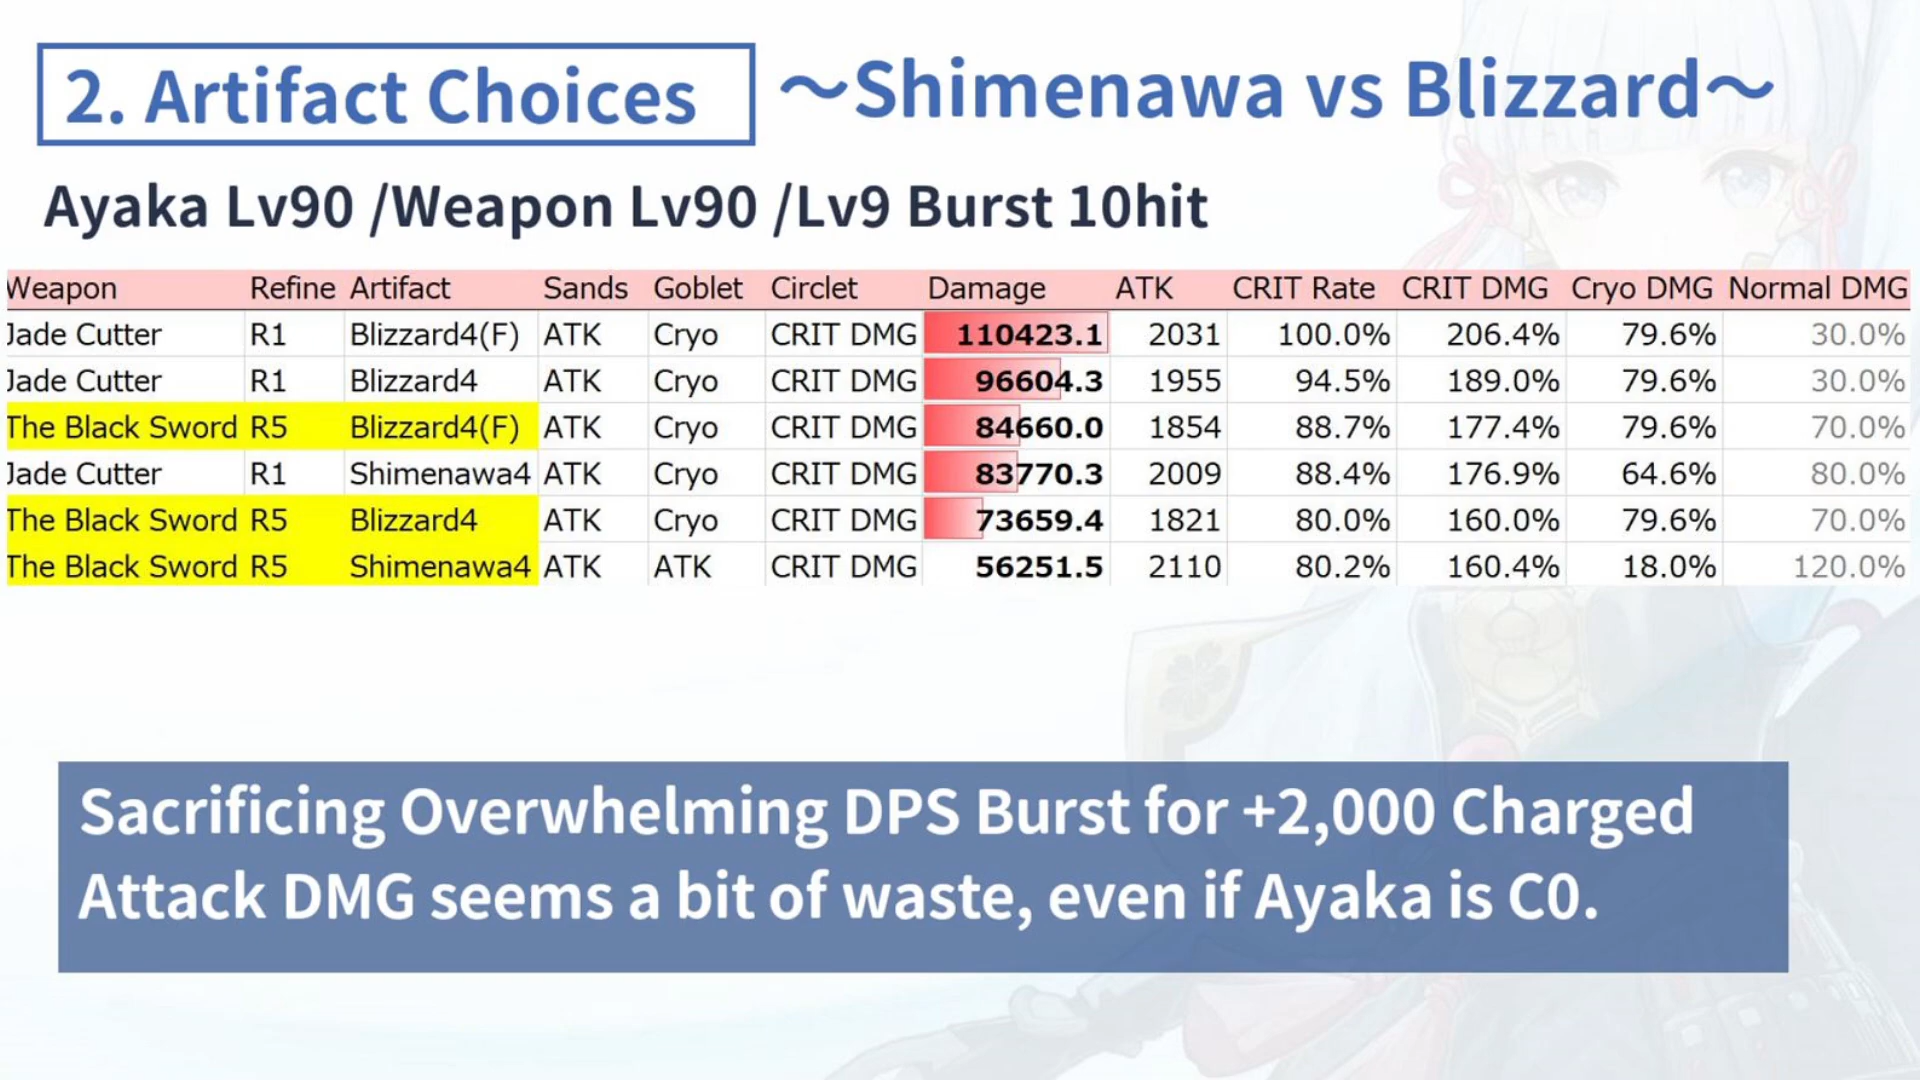 2. Artifact Choices ～Shimenawa vs Blizzard～
Ayaka Lv90 /Weapon Lv90 /Lv9 Burst 10hit
Weapon Refine Artifact Sands Goblet Circlet Damage ATK CRIT Rate CRIT DMG Cryo DMG Normal DMG
Jade Cutter R1 Blizzard4(F) ATK Cryo CRIT DMG 110423.1 2031 100.0% 206.4% 79.6% 30.0%
Jade Cutter R1 Blizzard4 ATK Cryo CRIT DMG 96604.3 1955 94.5% 189.0% 79.6% 30.0%
The Black Sword R5 Blizzard4(F) ATK Cryo CRIT DMG 84660.0 1854 88.7% 177.4% 79.6% 70.0%
Jade Cutter R1 Shimenawa4 ATK Cryo CRIT DMG 83770.3 2009 88.4% 176.9% 64.6% 80.0%
The Black Sword R5 Blizzard4 ATK Cryo CRIT DMG 73659.4 1821 80.0% 160.0% 79.6% 70.0%
The Black Sword R5 Shimenawa4 ATK ATK CRIT DMG 56251.5 2110 80.2% 160.4% 18.0% 120.0%
Sacrificing Overwhelming DPS Burst for +2,000 Charged
Attack DMG seems a bit of waste, even if Ayaka is C0.